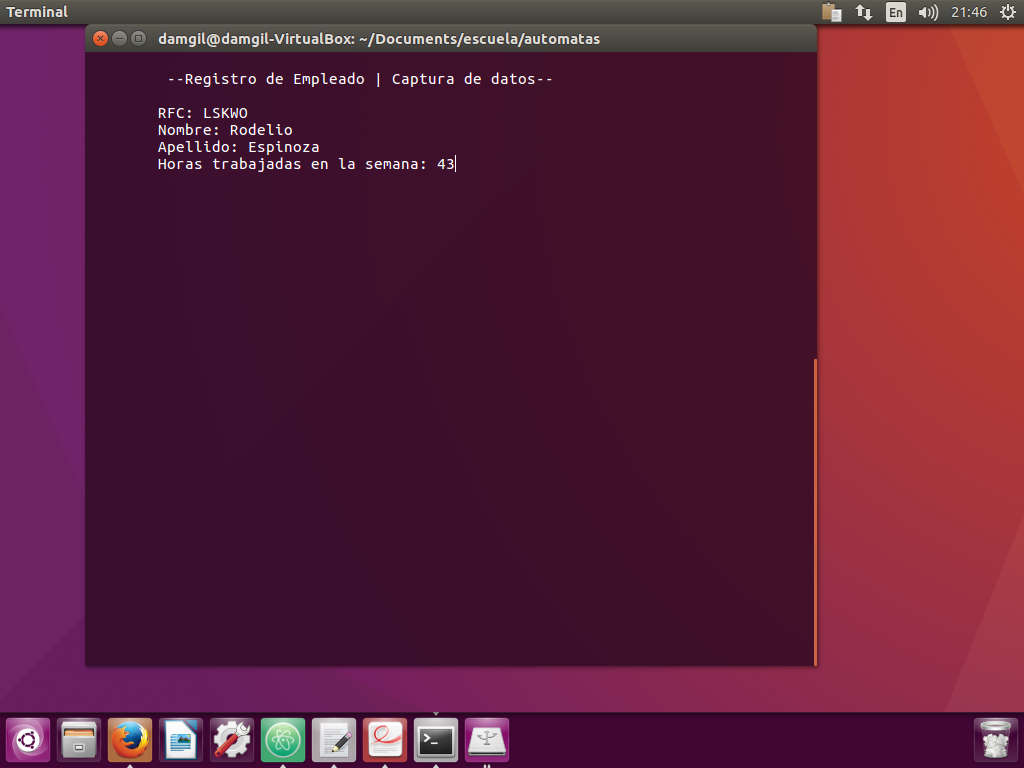 Terminal
En
21:46
damgil@damgil-VirtualBox: ~/Documents/escuela/automatas
--Registro de Empleado | Captura de datos--
RFC: LSKWO
Nombre: Rodelio
Apellido: Espinoza
Horas trabajadas en la semana: 43